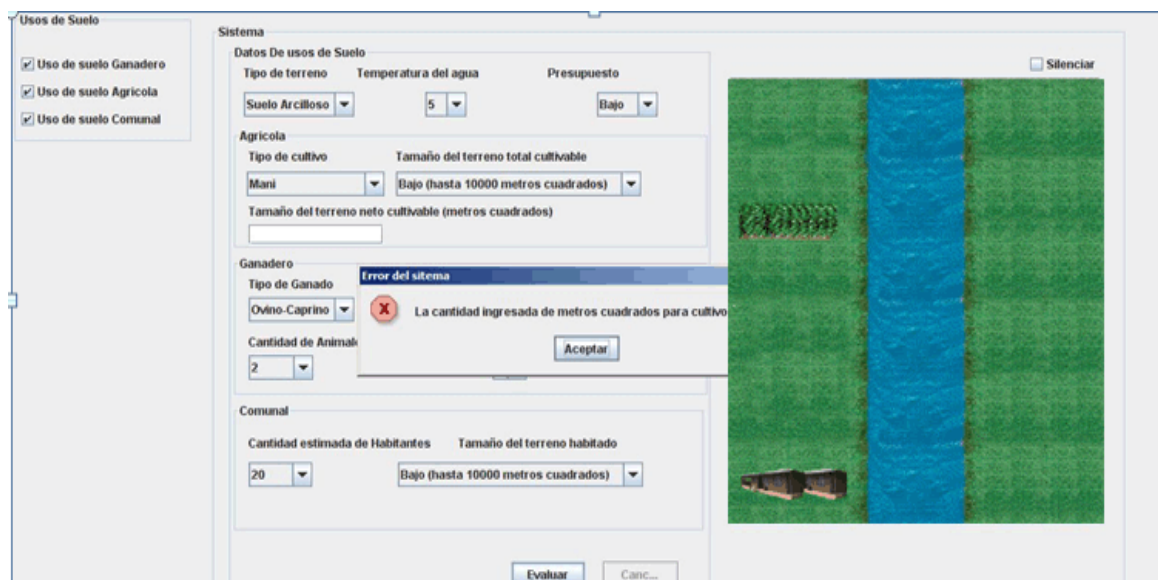 Usos de Suelo
Uso de suelo Ganadero
Uso de suelo Agricola
Uso de suelo Comunal
Sistema
Datos De usos de Suelo
Tipo de terreno Temperatura del agua Presupuesto
Suelo Arcilloso 5 Bajo
Agricola
Tipo de cultivo Tamaño del terreno total cultivable
Mani Bajo (hasta 10000 metros cuadrados)
Tamaño del terreno neto cultivable (metros cuadrados)
Ganadero
Tipo de Ganado
Ovino-Caprino
Cantidad de Animale
2
Error del sitema
La cantidad ingresada de metros cuadrados para cultivo
Aceptar
Comunal
Cantidad estimada de Habitantes Tamaño del terreno habitado
20 Bajo (hasta 10000 metros cuadrados)
Evaluar Canc...
Silenciar